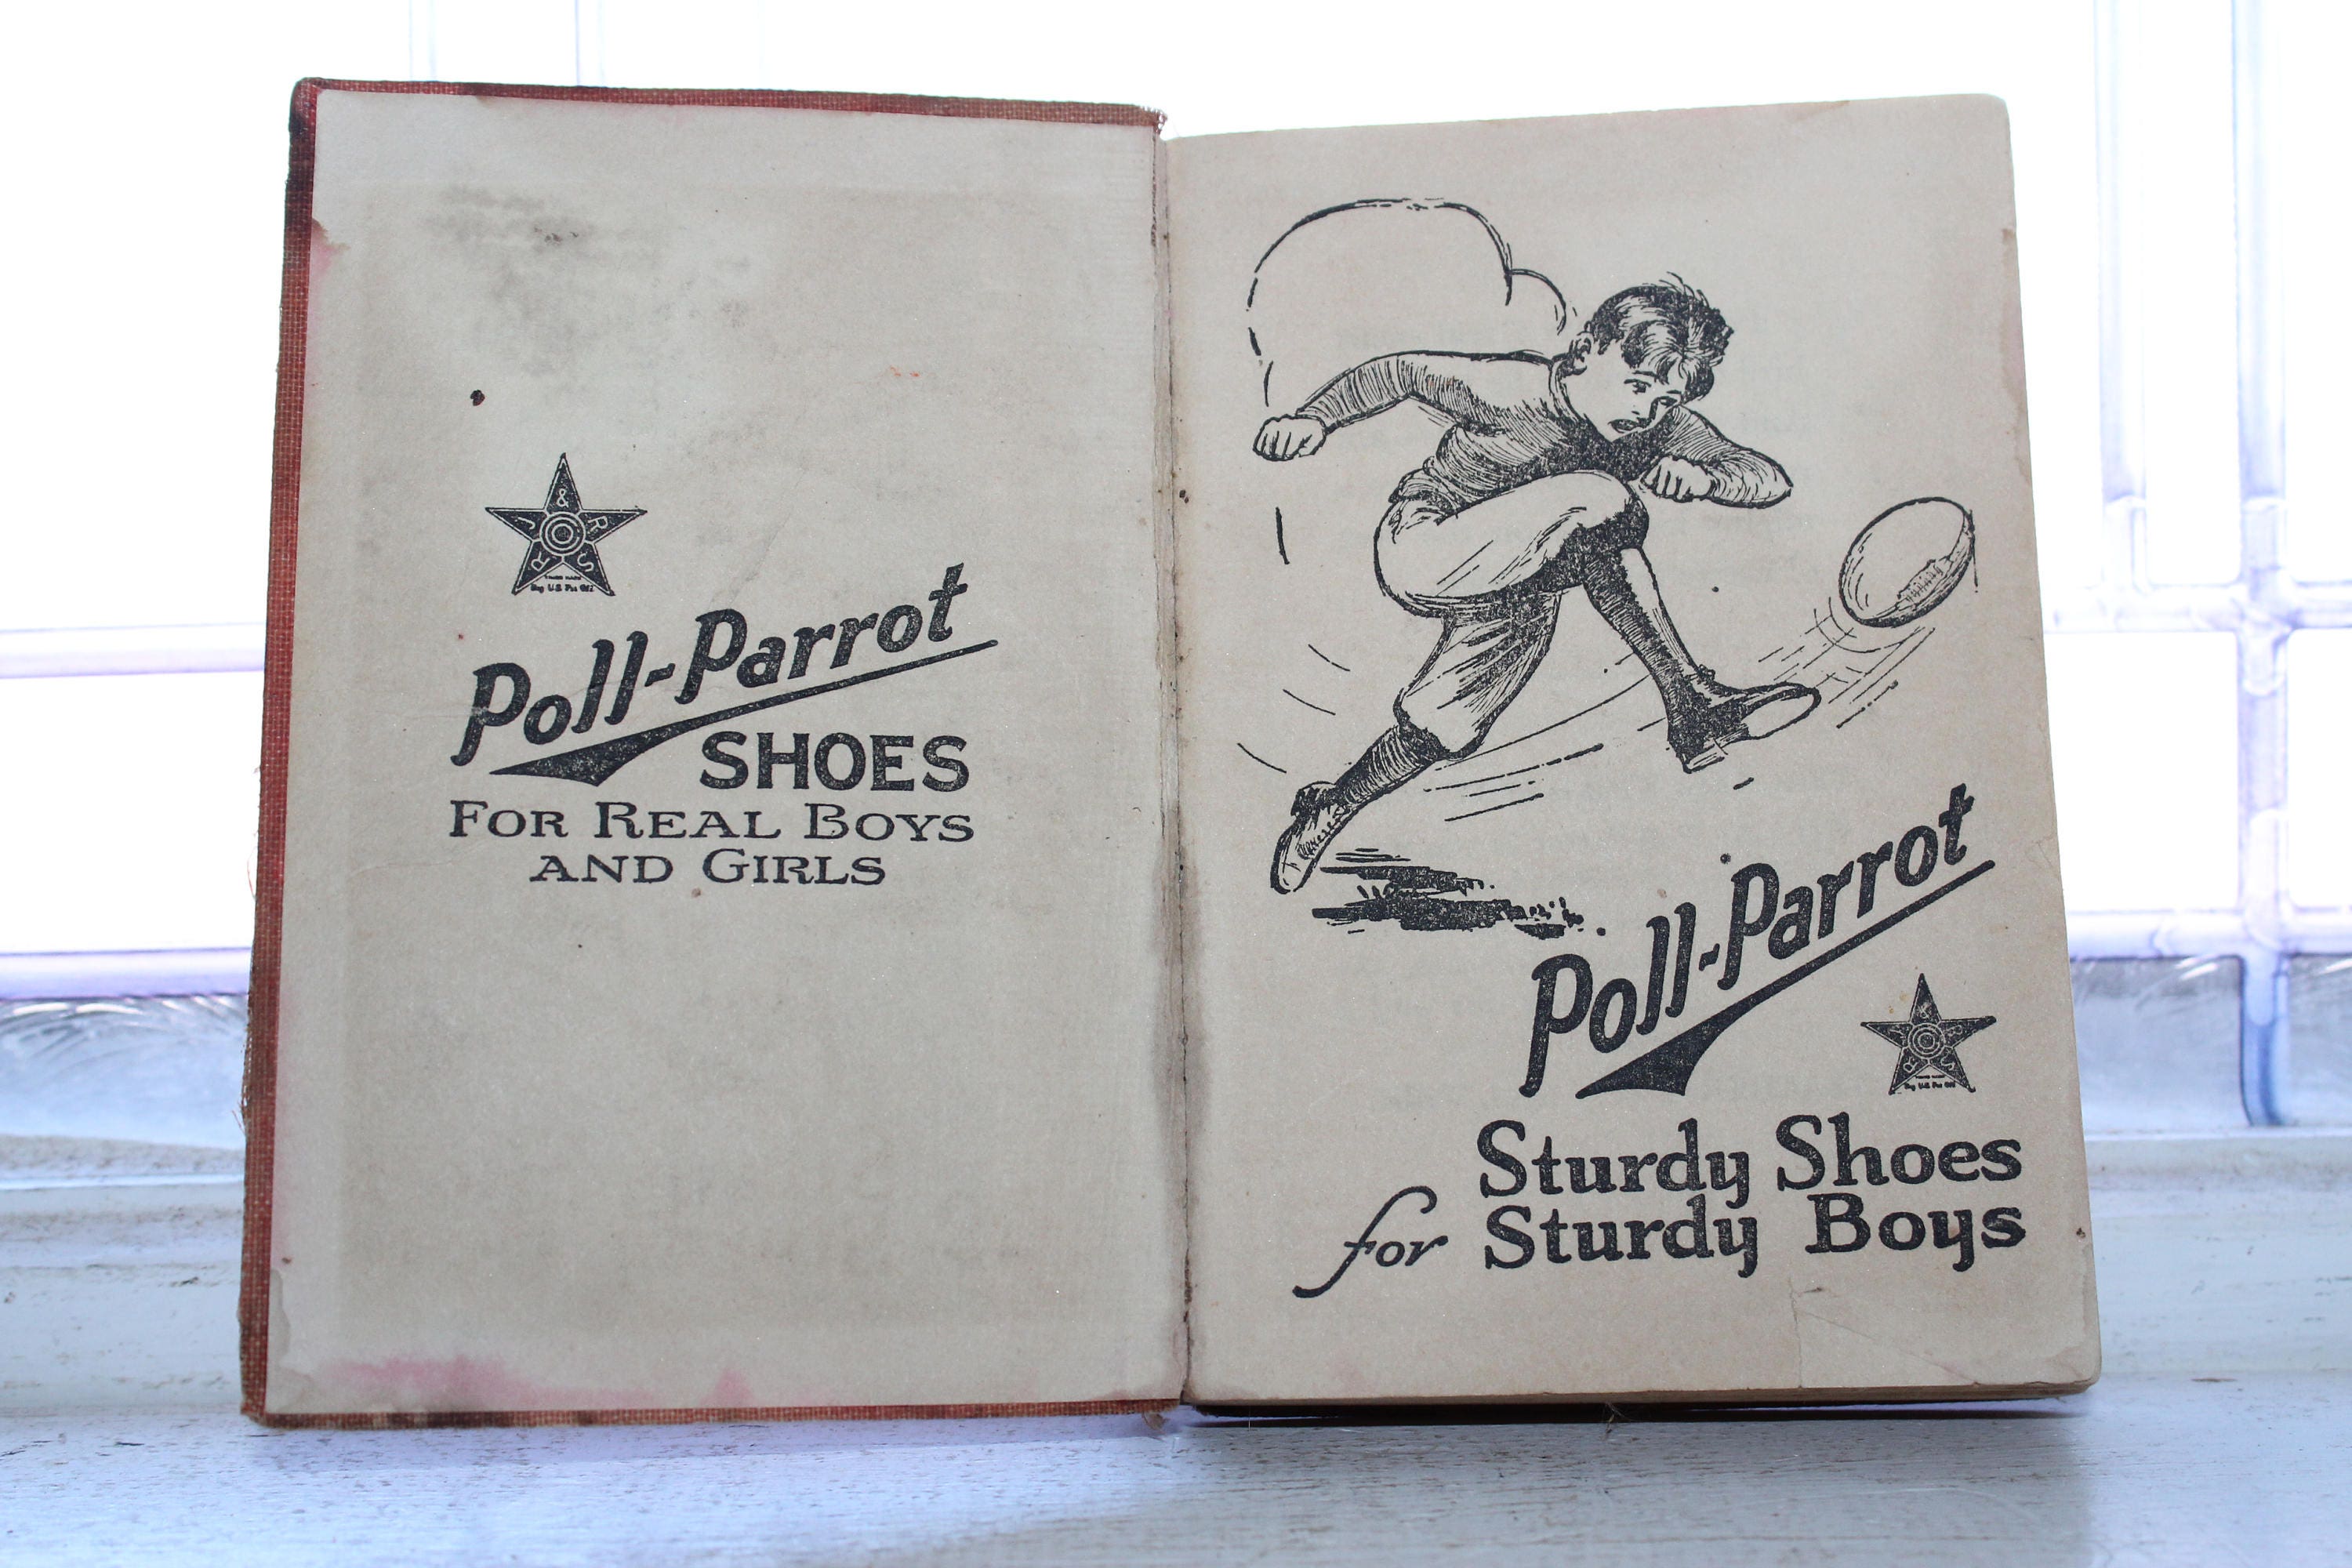 Poll-Parrot
SHOES
FOR REAL BOYS
AND GIRLS
Poll-Parrot
Sturdy Shoes
for Sturdy Boys